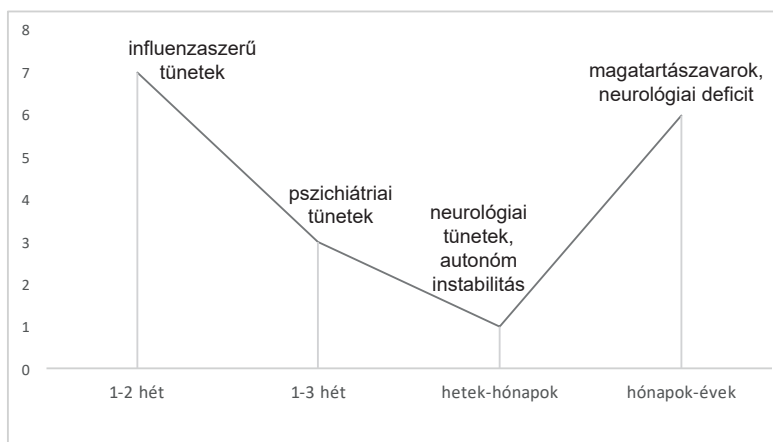 8
7
6
5
4
3
2
1
0
influenzaszerű
tünetek
pszichiátriai
tünetek
neurológiai
tünetek,
autonóm
instabilitás
magatartászavarok,
neurológiai deficit
1-2 hét
1-3 hét
hetek-hónapok
hónapok-évek